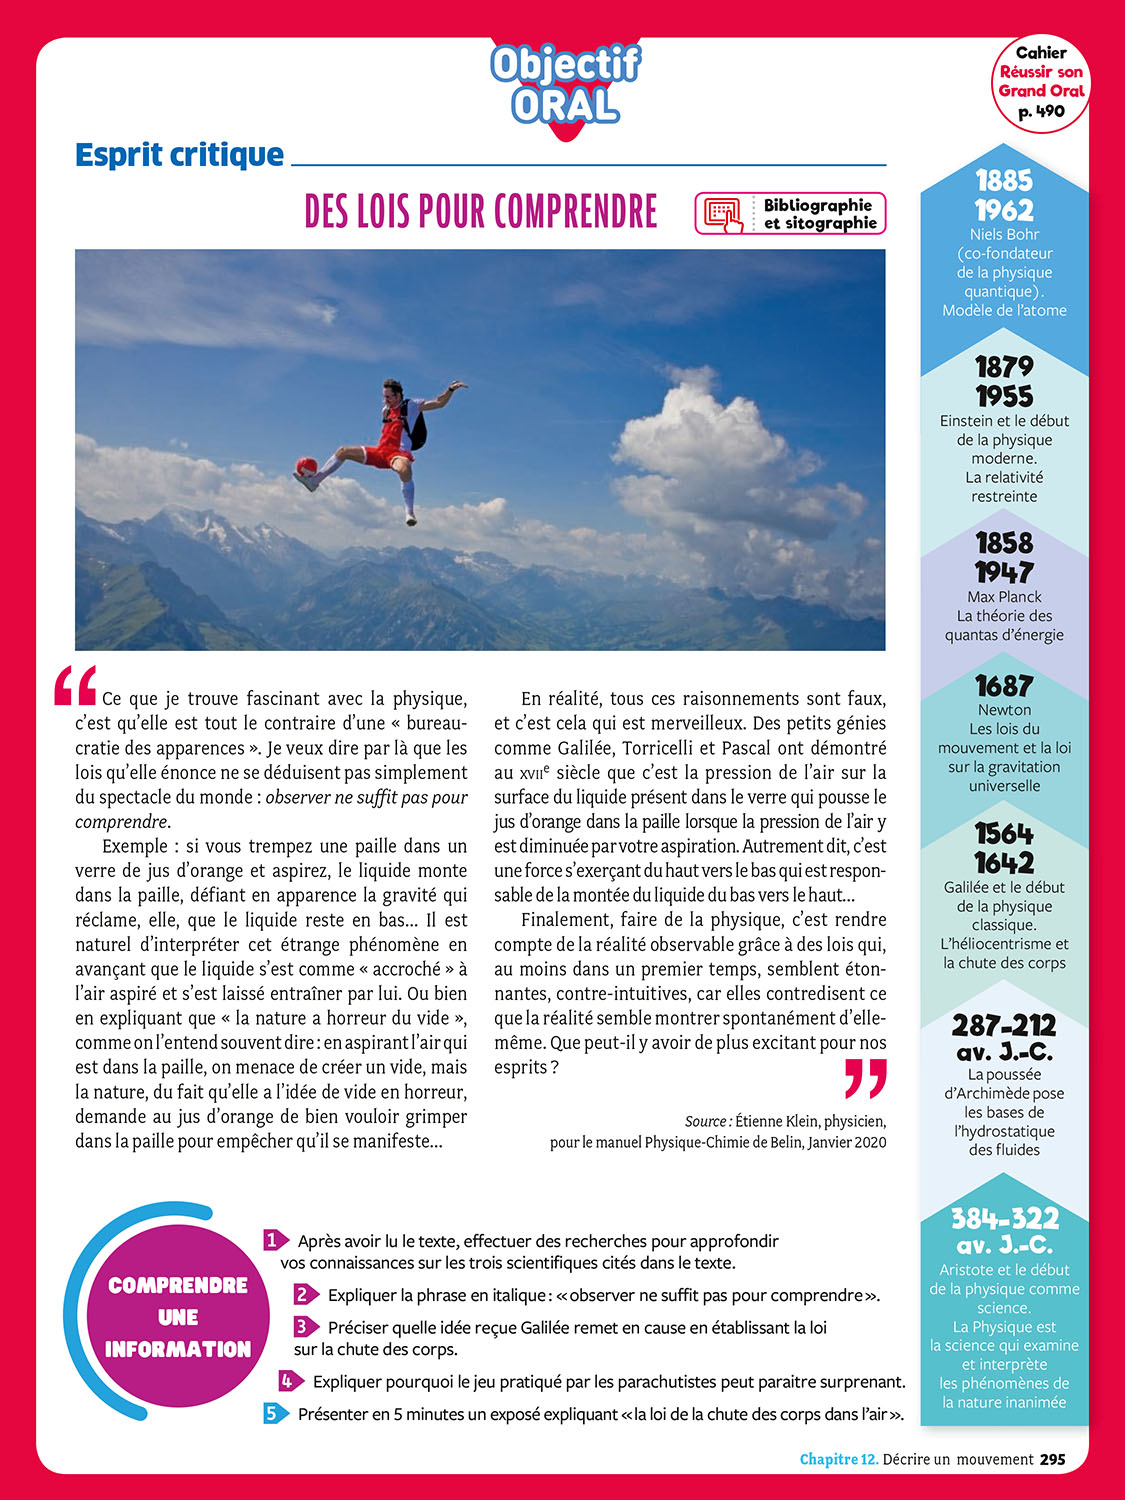 Objectif
ORAL
Cahier
Réussir son
Grand Oral
p. 490
Esprit critique
DES LOIS POUR COMPRENDRE
Bibliographie
et sitographie
“ Ce que je trouve fascinant avec la physique,
c’est qu’elle est tout le contraire d’une « bureau-
cratie des apparences ». Je veux dire par là que les
lois qu’elle énonce ne se déduisent pas simplement
du spectacle du monde : observer ne suffit pas pour
comprendre.
Exemple : si vous trempez une paille dans un
verre de jus d’orange et aspirez, le liquide monte
dans la paille, défiant en apparence la gravité qui
réclame, elle, que le liquide reste en bas... Il est
naturel d’interpréter cet étrange phénomène en
avançant que le liquide s’est comme « accroché » à
l’air aspiré et s’est laissé entraîner par lui. Ou bien
en expliquant que « la nature a horreur du vide »,
comme on l’entend souvent dire : en aspirant l’air qui
est dans la paille, on menace de créer un vide, mais
la nature, du fait qu’elle a l’idée de vide en horreur,
demande au jus d’orange de bien vouloir grimper
dans la paille pour empêcher qu’il se manifeste...
En réalité, tous ces raisonnements sont faux,
et c’est cela qui est merveilleux. Des petits génies
comme Galilée, Torricelli et Pascal ont démontré
au XVIIe siècle que c’est la pression de l’air sur la
surface du liquide présent dans le verre qui pousse le
jus d’orange dans la paille lorsque la pression de l’air y
est diminuée par votre aspiration. Autrement dit, c’est
une force s’exerçant du haut vers le bas qui est respon-
sable de la montée du liquide du bas vers le haut...
Finalement, faire de la physique, c’est rendre
compte de la réalité observable grâce à des lois qui,
au moins dans un premier temps, semblent éton-
nantes, contre-intuitives, car elles contredisent ce
que la réalité semble montrer spontanément d’elle-
même. Que peut-il y avoir de plus excitant pour nos
esprits ? ”
Source : Étienne Klein, physicien,
pour le manuel Physique-Chimie de Belin, Janvier 2020
1885
1962
Niels Bohr
(co-fondateur
de la physique
quantique).
Modèle de l’atome
1879
1955
Einstein et le début
de la physique
moderne.
La relativité
restreinte
1858
1947
Max Planck
La théorie des
quantas d’énergie
1687
Newton
Les lois du
mouvement et la loi
sur la gravitation
universelle
1564
1642
Galilée et le début
de la physique
classique.
L’héliocentrisme et
la chute des corps
287-212
av. J.-C.
La poussée
d’Archimède pose
les bases de
l’hydrostatique
des fluides
384-322
av. J.-C.
Aristote et le début
de la physique comme
science.
La Physique est
la science qui examine
et interprète
les phénomènes de
la nature inanimée
COMPRENDRE
UNE
INFORMATION
1 Après avoir lu le texte, effectuer des recherches pour approfondir
vos connaissances sur les trois scientifiques cités dans le texte.
2 Expliquer la phrase en italique : « observer ne suffit pas pour comprendre ».
3 Préciser quelle idée reçue Galilée remet en cause en établissant la loi
sur la chute des corps.
4 Expliquer pourquoi le jeu pratiqué par les parachutistes peut paraitre surprenant.
5 Présenter en 5 minutes un exposé expliquant « la loi de la chute des corps dans l’air ».
Chapitre 12. Décrire un mouvement 295